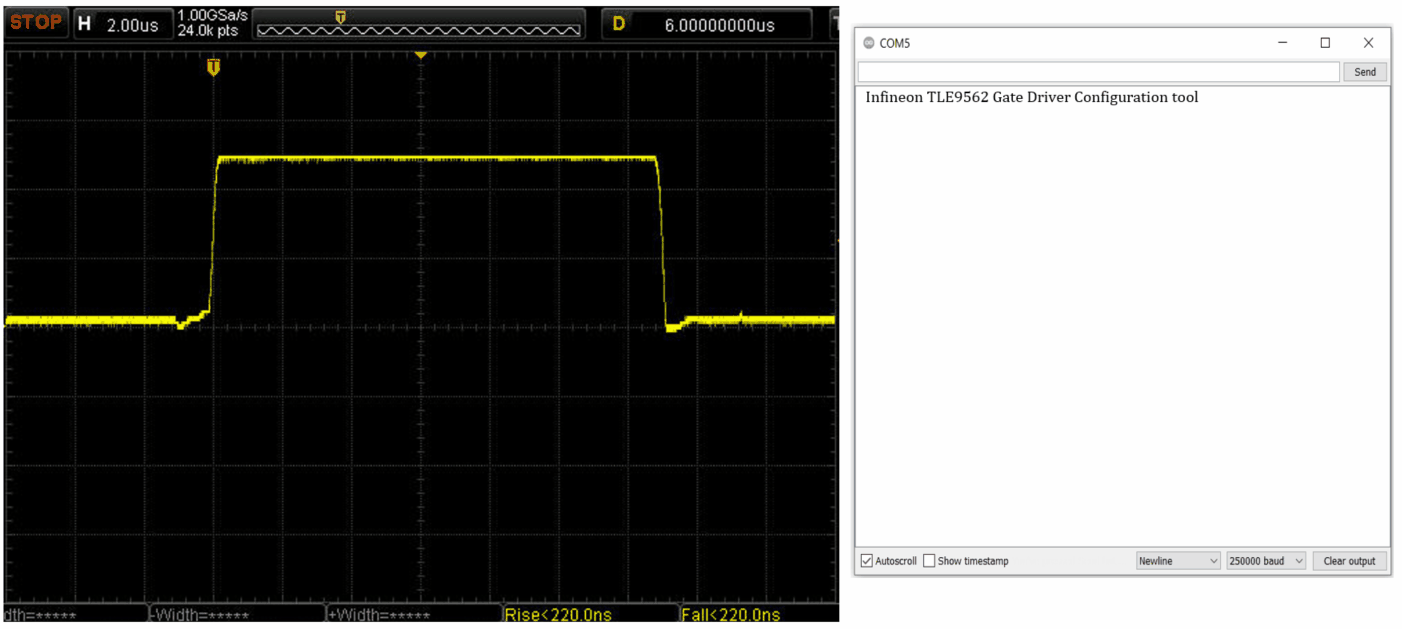 STOP H 2.00us 1.00GSa/s D 6.00000000us
24.0k pts
T
T
COM5
Send
Infineon TLE9562 Gate Driver Configuration tool
Autoscroll Show timestamp Newline 250000 baud Clear output
dth=***** -Width=***** +Width=***** Rise<220.0ns Fall<220.0ns